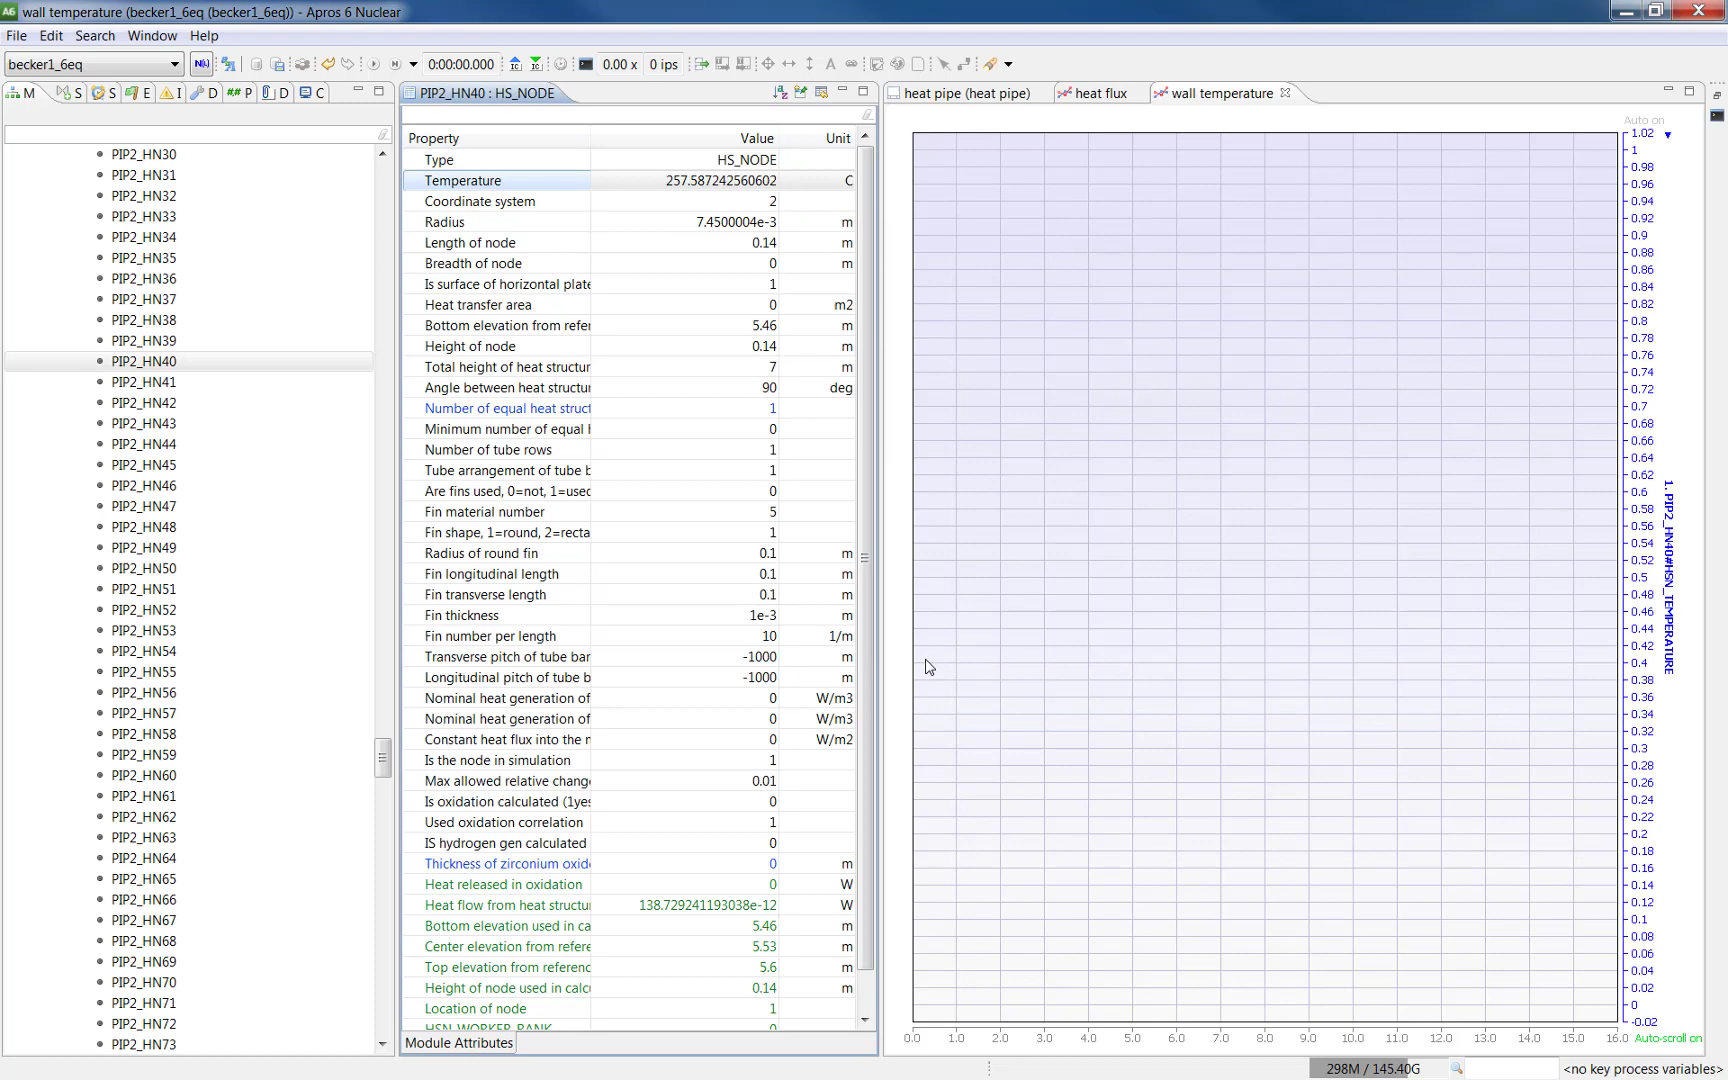 wall temperature (becker1_6eq (becker1_6eq)) - Apros 6 Nuclear
File Edit Search Window Help
becker1_6eq 0:00:00.000 0.00 x 0 ips
M S S E I D P D C
PIP2_HN40 : HS_NODE
heat pipe (heat pipe) heat flux wall temperature
PIP2_HN30
PIP2_HN31
PIP2_HN32
PIP2_HN33
PIP2_HN34
PIP2_HN35
PIP2_HN36
PIP2_HN37
PIP2_HN38
PIP2_HN39
PIP2_HN40
PIP2_HN41
PIP2_HN42
PIP2_HN43
PIP2_HN44
PIP2_HN45
PIP2_HN46
PIP2_HN47
PIP2_HN48
PIP2_HN49
PIP2_HN50
PIP2_HN51
PIP2_HN52
PIP2_HN53
PIP2_HN54
PIP2_HN55
PIP2_HN56
PIP2_HN57
PIP2_HN58
PIP2_HN59
PIP2_HN60
PIP2_HN61
PIP2_HN62
PIP2_HN63
PIP2_HN64
PIP2_HN65
PIP2_HN66
PIP2_HN67
PIP2_HN68
PIP2_HN69
PIP2_HN70
PIP2_HN71
PIP2_HN72
PIP2_HN73
Property Value Unit
Type HS_NODE
Temperature 257.587242560602 C
Coordinate system 2
Radius 7.4500004e-3 m
Length of node 0.14 m
Breadth of node 0 m
Is surface of horizontal plate 1
Heat transfer area 0 m2
Bottom elevation from refer 5.46 m
Height of node 0.14 m
Total height of heat structur 7 m
Angle between heat structur 90 deg
Number of equal heat struct 1
Minimum number of equal h 0
Number of tube rows 1
Tube arrangement of tube b 1
Are fins used, 0=not, 1=used 0
Fin material number 5
Fin shape, 1=round, 2=recta 1
Radius of round fin 0.1 m
Fin longitudinal length 0.1 m
Fin transverse length 0.1 m
Fin thickness 1e-3 m
Fin number per length 10 1/m
Transverse pitch of tube bar -1000 m
Longitudinal pitch of tube b -1000 m
Nominal heat generation of 0 W/m3
Nominal heat generation of 0 W/m3
Constant heat flux into the n 0 W/m2
Is the node in simulation 1
Max allowed relative change 0.01
Is oxidation calculated (1yes 0
Used oxidation correlation 1
IS hydrogen gen calculated 0
Thickness of zirconium oxide 0 m
Heat released in oxidation 0 W
Heat flow from heat structur 138.729241193038e-12 W
Bottom elevation used in ca 5.46 m
Center elevation from refere 5.53 m
Top elevation from referenc 5.6 m
Height of node used in calcu 0.14 m
Location of node 1
HSN_WORKER_RANK 0
Module Attributes
Auto on
1.02
1
0.98
0.96
0.94
0.92
0.9
0.88
0.86
0.84
0.82
0.8
0.78
0.76
0.74
0.72
0.7
0.68
0.66
0.64
0.62
0.6
0.58
0.56
0.54
0.52
0.5
0.48
0.46
0.44
0.42
0.4
0.38
0.36
0.34
0.32
0.3
0.28
0.26
0.24
0.22
0.2
0.18
0.16
0.14
0.12
0.1
0.08
0.06
0.04
0.02
0
-0.02
1. PIP2_HN40#HSN_TEMPERATURE
0.0 1.0 2.0 3.0 4.0 5.0 6.0 7.0 8.0 9.0 10.0 11.0 12.0 13.0 14.0 15.0 16.0 Auto-scroll on
298M / 145.40G <no key process variables>